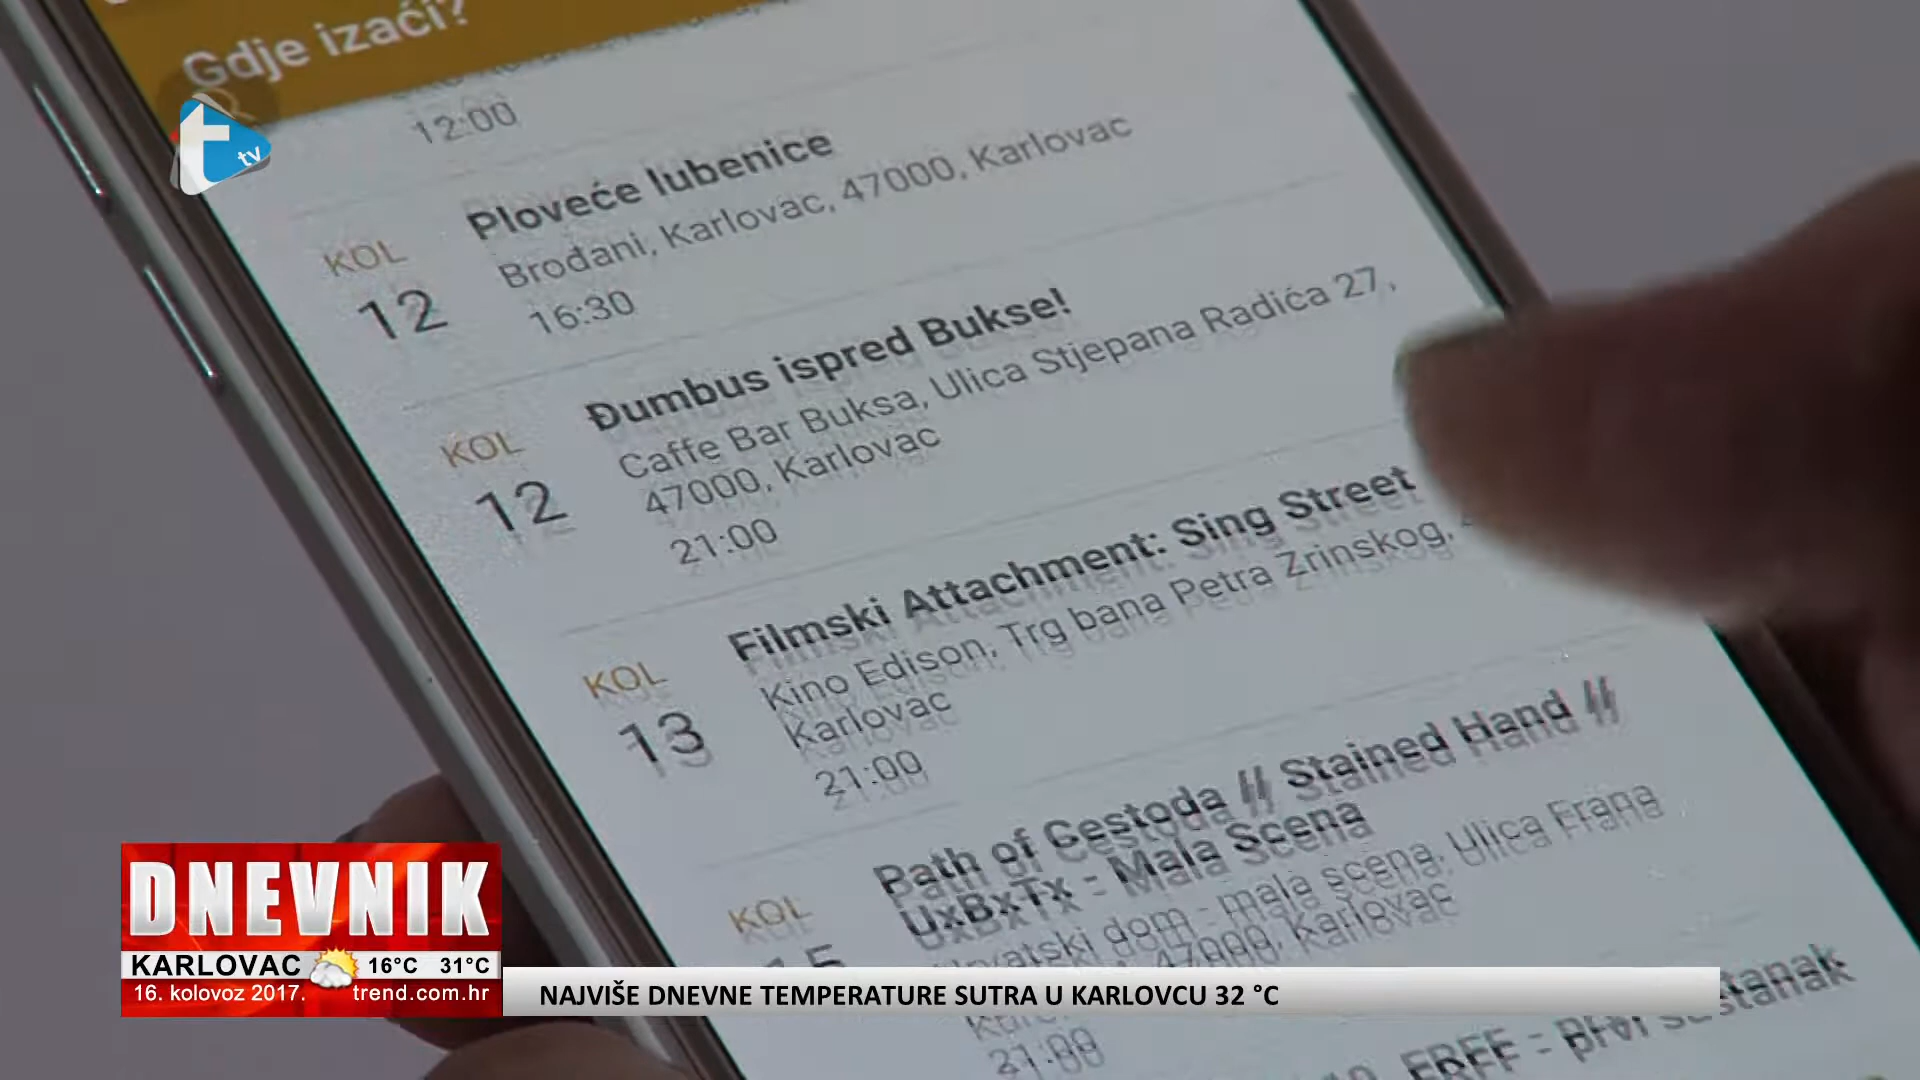 Gdje izaći?
12:00
Ploveće lubenice
KOL
Brođani, Karlovac, 47000, Karlovac
12
16:30
Đumbus ispred Bukse!
KOL
Caffe Bar Buksa, Ulica Stjepana Radića 27,
12
47000, Karlovac
21:00
Filmski Attachment: Sing Street
KOL
Kino Edison, Trg bana Petra Zrinskog,
13
Karlovac
21:00
Path of Gestoda // Stained Hand //
KOL
UxBxTx - Mala Scena
dom - mala scena, Ulica Frana
47000, Karlovac
21:00
FREE - prvi sastanak
t tv
DNEVNIK
KARLOVAC 16°C 31°C
16. kolovoz 2017. trend.com.hr
NAJVIŠE DNEVNE TEMPERATURE SUTRA U KARLOVCU 32 °C